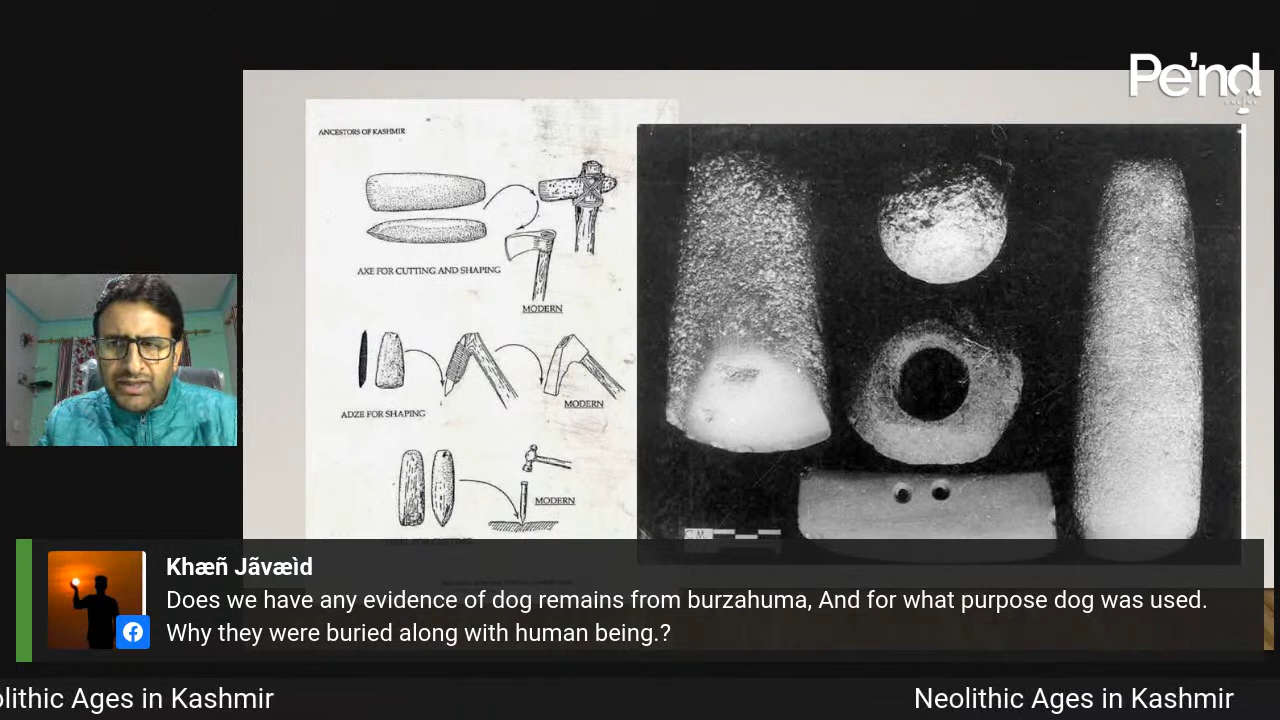 Pe'nd
ANCESTORS OF KASHMIR
AXE FOR CUTTING AND SHAPING
MODERN
ADZE FOR SHAPING
MODERN
MODERN
CM
Khæñ Jãvæìd
Does we have any evidence of dog remains from burzahuma, And for what purpose dog was used.
Why they were buried along with human being.?
olithic Ages in Kashmir
Neolithic Ages in Kashmir